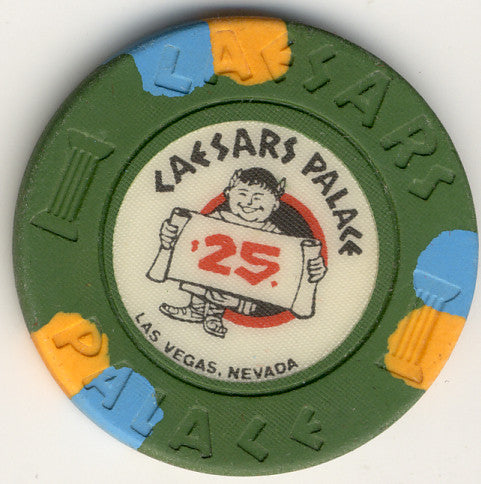 CAESARS
CAESARS PALACE
$25.
LAS VEGAS, NEVADA
PALACE